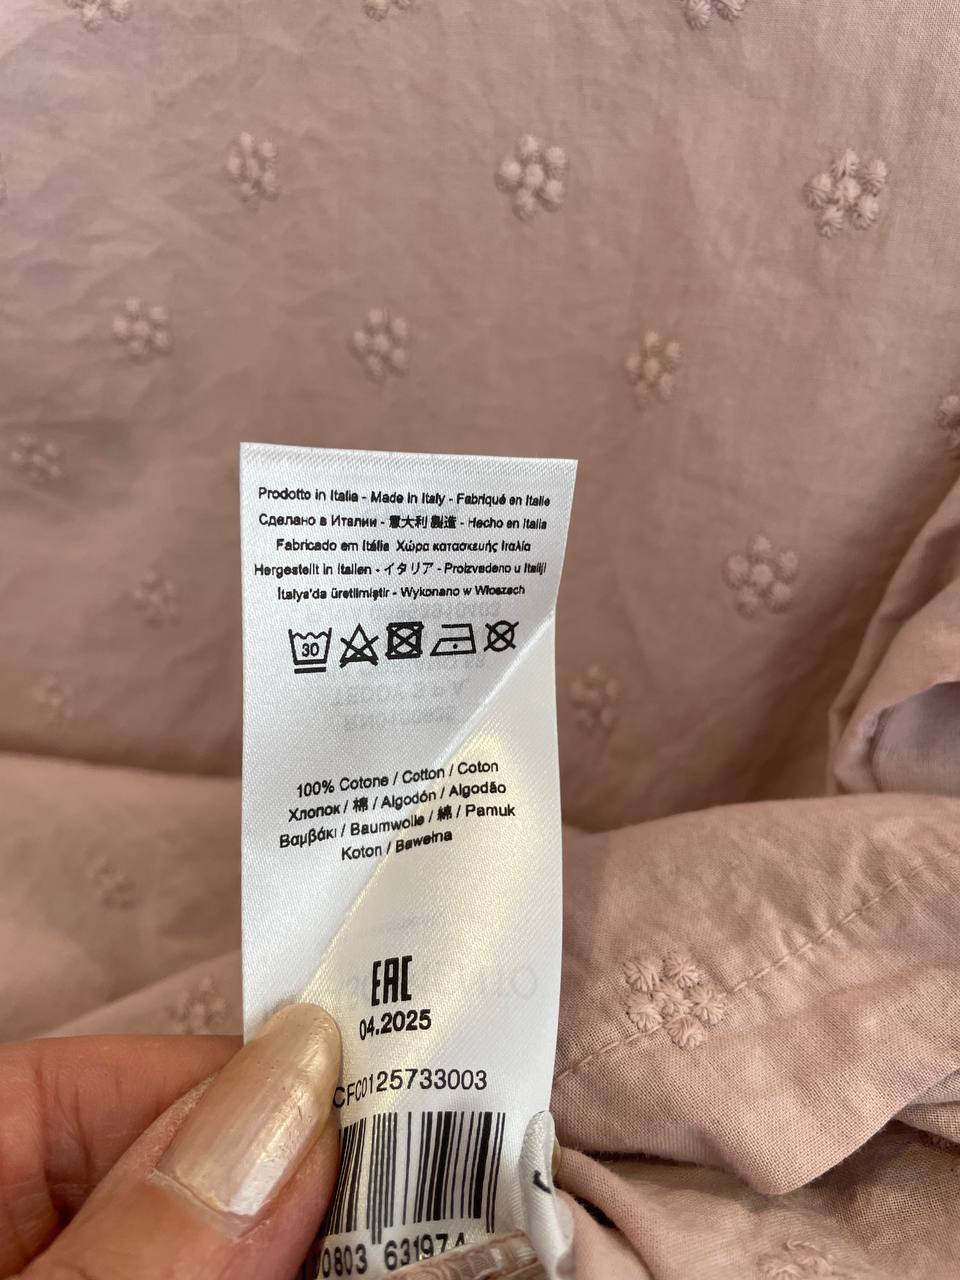 Prodotto in Italia - Made in Italy - Fabriqué en Italie
Сделано в Италии - 意大利 製造 - Hecho en Italia
Fabricado em Itália Χώρα κατασκευής Ιταλία
Hergestellt in Italien - イタリア - Proizvedeno u Italiji
İtalya'da üretilmiştir - Wykonano w Włoszech
30
100% Cotone / Cotton / Coton
Хлопок / 棉 / Algodón / Algodão
Βαμβάκι / Baumwolle / 綿 / Pamuk
Koton / Bawełna
EAC
04.2025
CFC0125733003
00803 631974